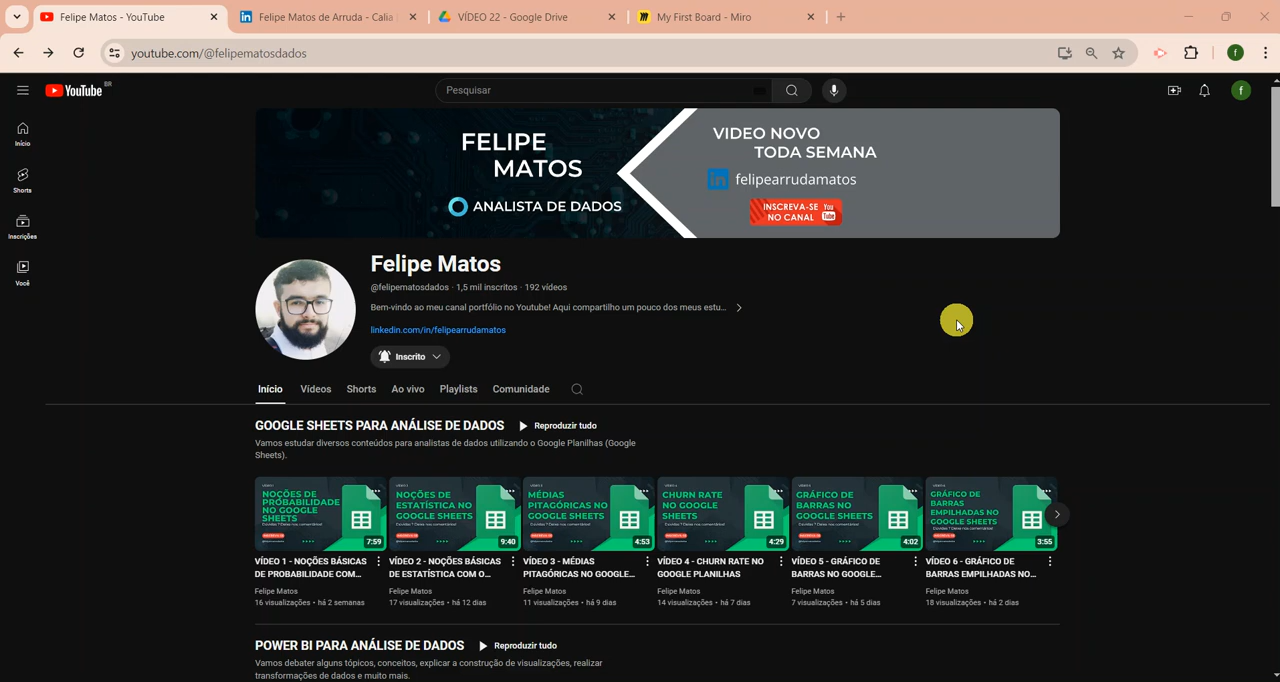 Felipe Matos - YouTube
Felipe Matos de Arruda - Calia
VÍDEO 22 - Google Drive
My First Board - Miro
youtube.com/@felipematosdados
f
YouTube BR
Pesquisar
f
Início
Shorts
Inscrições
Você
FELIPE
MATOS
ANALISTA DE DADOS
VIDEO NOVO
TODA SEMANA
in felipearrudamatos
INSCREVA-SE
NO CANAL
You
Tube
Felipe Matos
@felipematosdados · 1,5 mil inscritos · 192 vídeos
Bem-vindo ao meu canal portfólio no Youtube! Aqui compartilho um pouco dos meus estu...
linkedin.com/in/felipearrudamatos
Inscrito
Início Vídeos Shorts Ao vivo Playlists Comunidade
GOOGLE SHEETS PARA ANÁLISE DE DADOS Reproduzir tudo
Vamos estudar diversos conteúdos para analistas de dados utilizando o Google Planilhas (Google
Sheets).
NOÇÕES DE
PROBABILIDADE
NO GOOGLE
SHEETS
7:59
NOÇÕES DE
ESTATÍSTICA NO
GOOGLE SHEETS
9:40
MÉDIAS
PITAGÓRICAS NO
GOOGLE SHEETS
4:53
CHURN RATE
NO GOOGLE
SHEETS
4:29
GRÁFICO DE
BARRAS NO
GOOGLE SHEETS
4:02
GRÁFICO DE
BARRAS
EMPILHADAS NO
GOOGLE SHEETS
3:55
VÍDEO 1 - NOÇÕES BÁSICAS
DE PROBABILIDADE COM...
Felipe Matos
16 visualizações • há 2 semanas
VÍDEO 2 - NOÇÕES BÁSICAS
DE ESTATÍSTICA COM O...
Felipe Matos
17 visualizações • há 12 dias
VÍDEO 3 - MÉDIAS
PITAGÓRICAS NO GOOGLE...
Felipe Matos
11 visualizações • há 9 dias
VÍDEO 4 - CHURN RATE NO
GOOGLE PLANILHAS
Felipe Matos
14 visualizações • há 7 dias
VÍDEO 5 - GRÁFICO DE
BARRAS NO GOOGLE...
Felipe Matos
7 visualizações • há 5 dias
VÍDEO 6 - GRÁFICO DE
BARRAS EMPILHADAS NO...
Felipe Matos
18 visualizações • há 2 dias
POWER BI PARA ANÁLISE DE DADOS Reproduzir tudo
Vamos debater alguns tópicos, conceitos, explicar a construção de visualizações, realizar
transformações de dados e muito mais.